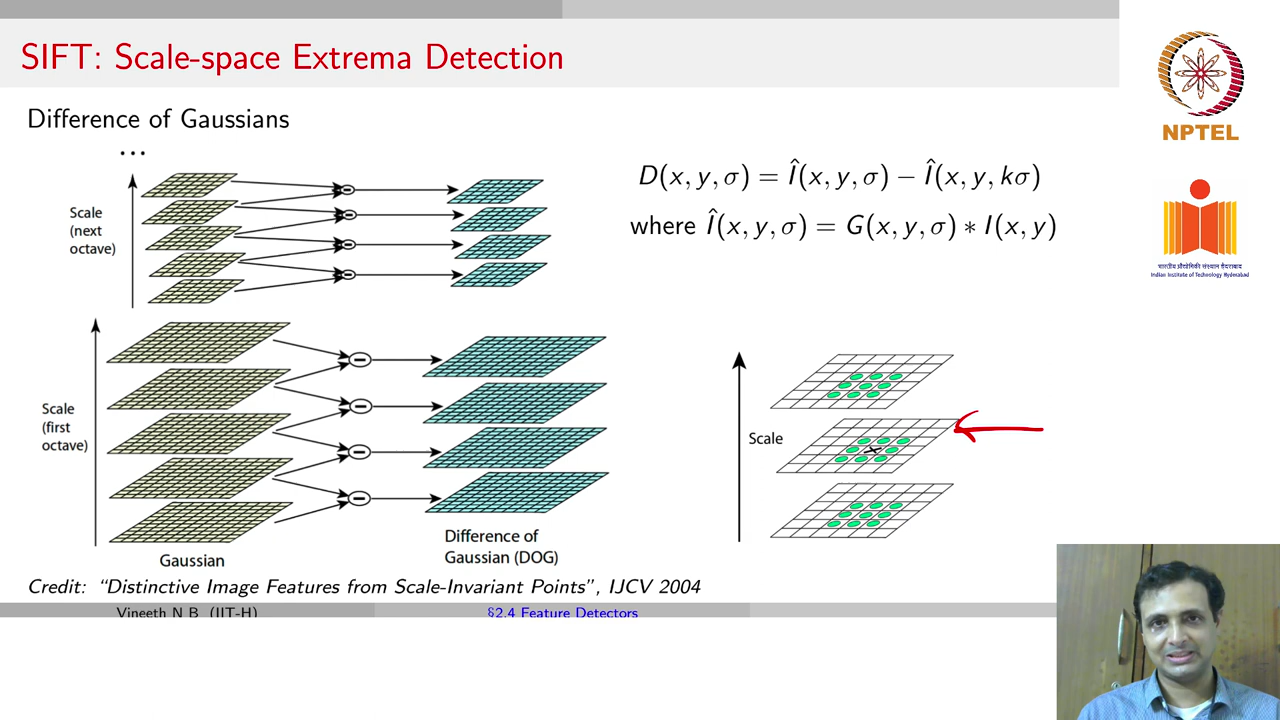 SIFT: Scale-space Extrema Detection
NPTEL
Difference of Gaussians
...
Scale
(next
octave)
D(x, y, σ) = Î(x, y, σ) − Î(x, y, kσ)
where Î(x, y, σ) = G(x, y, σ) ∗ I(x, y)
भारतीय प्रौद्योगिकी संस्थान हैदराबाद
Indian Institute of Technology Hyderabad
Scale
(first
octave)
Gaussian
Difference of
Gaussian (DOG)
Scale
Credit: “Distinctive Image Features from Scale-Invariant Points”, IJCV 2004
Vineeth N B (IIT-H)
§2.4 Feature Detectors